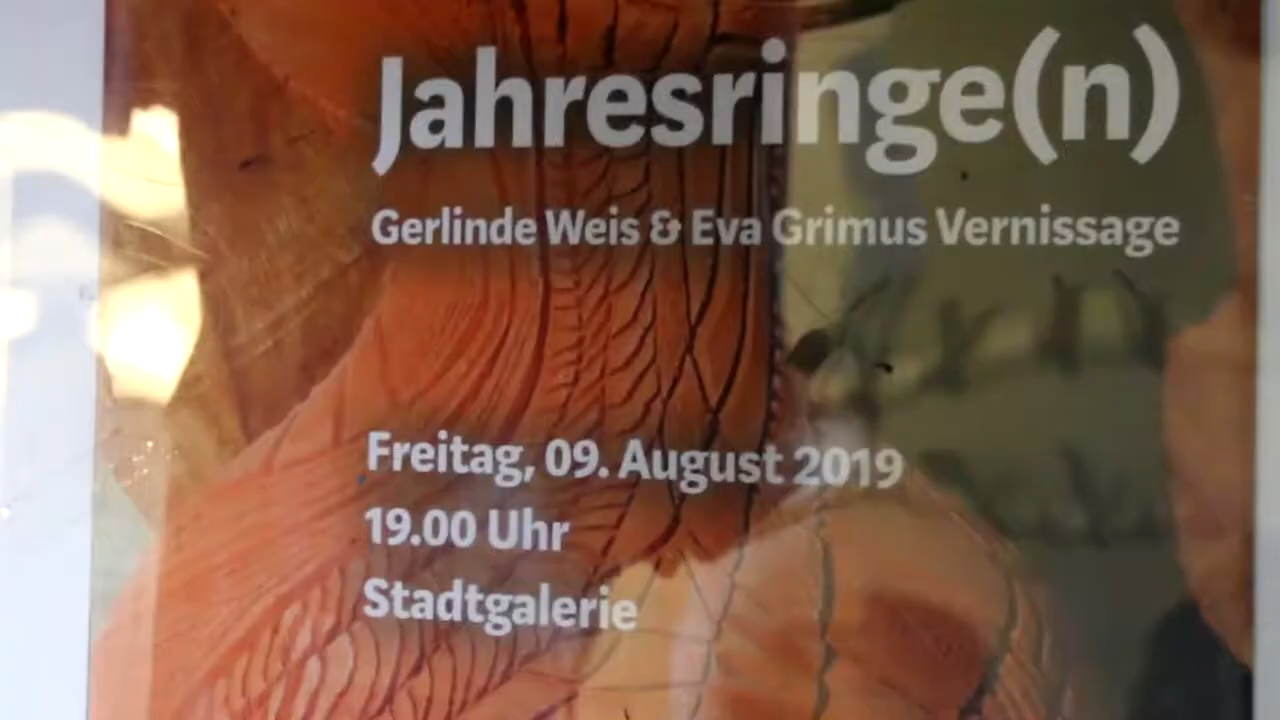 Jahresringe(n)
Gerlinde Weis & Eva Grimus Vernissage
Freitag, 09. August 2019
19.00 Uhr
Stadtgalerie